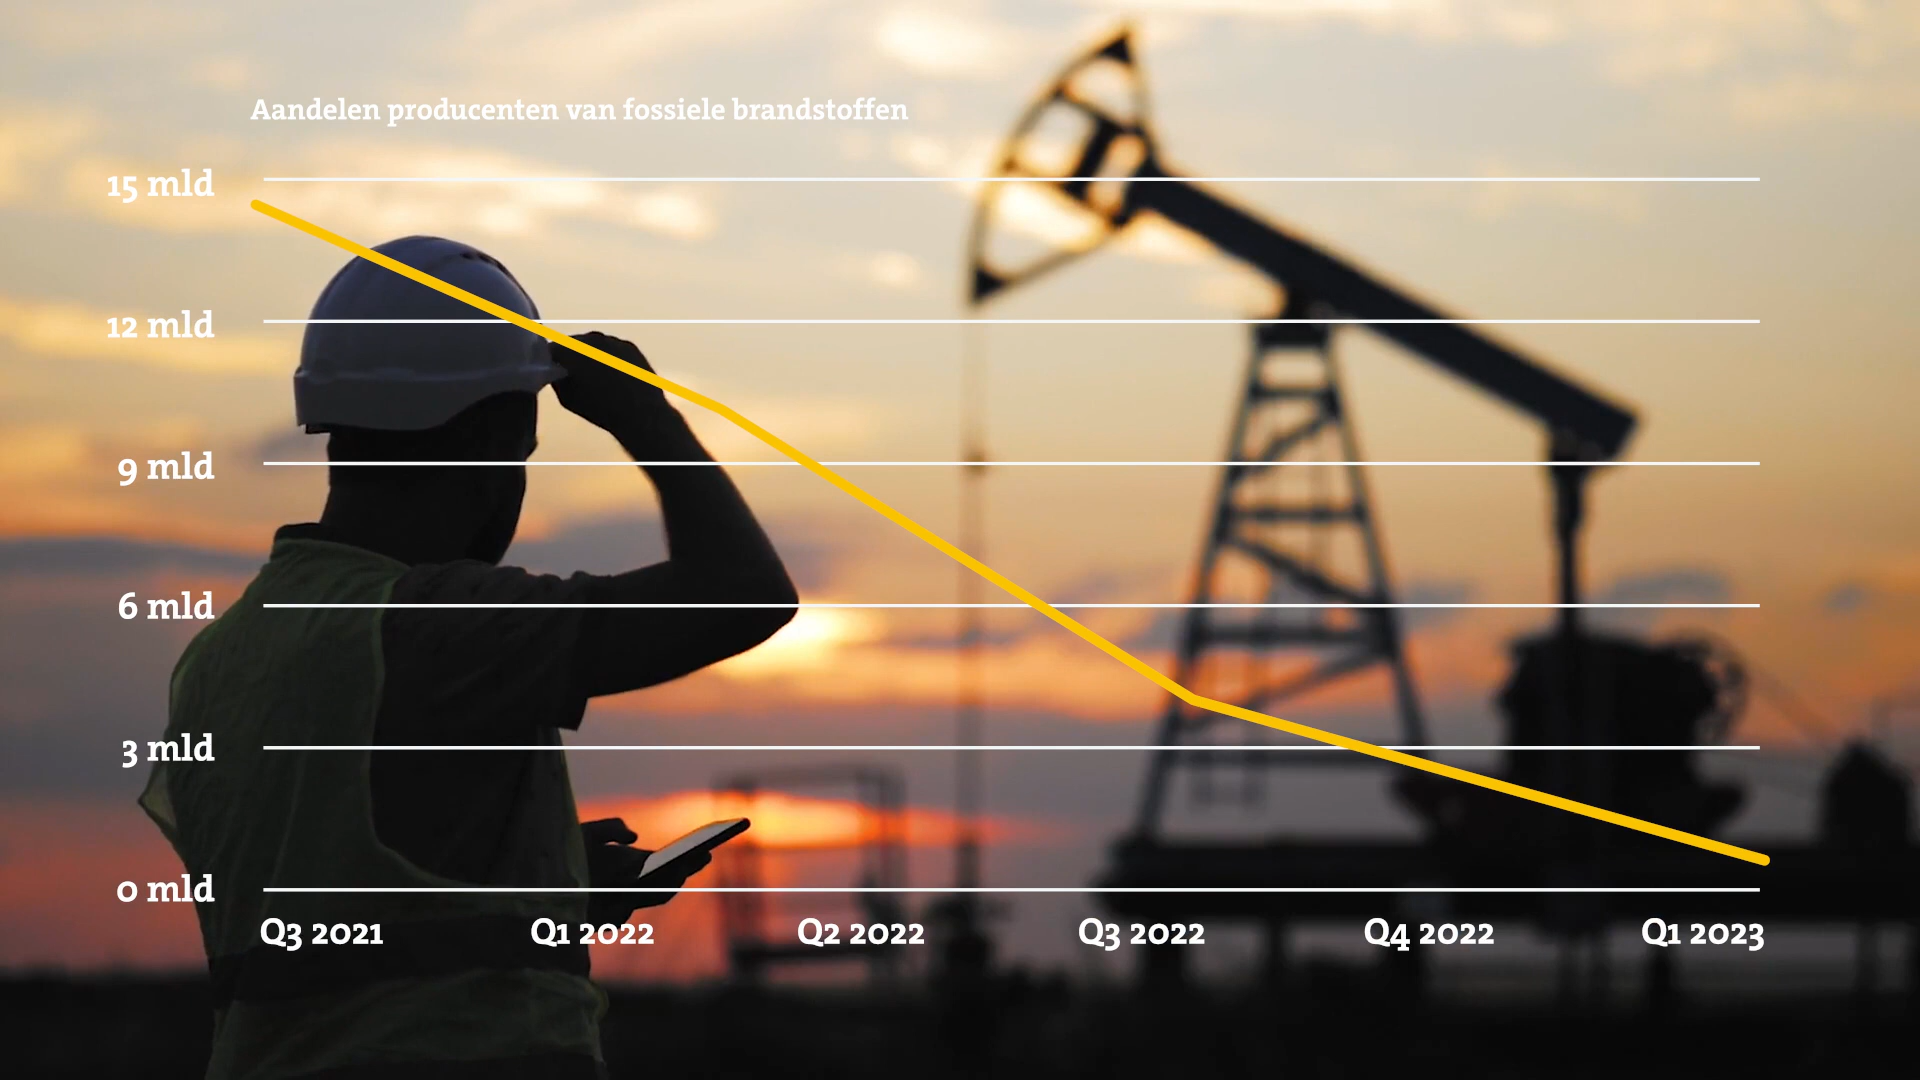 Aandelen producenten van fossiele brandstoffen
15 mld
12 mld
9 mld
6 mld
3 mld
0 mld
Q3 2021 Q1 2022 Q2 2022 Q3 2022 Q4 2022 Q1 2023